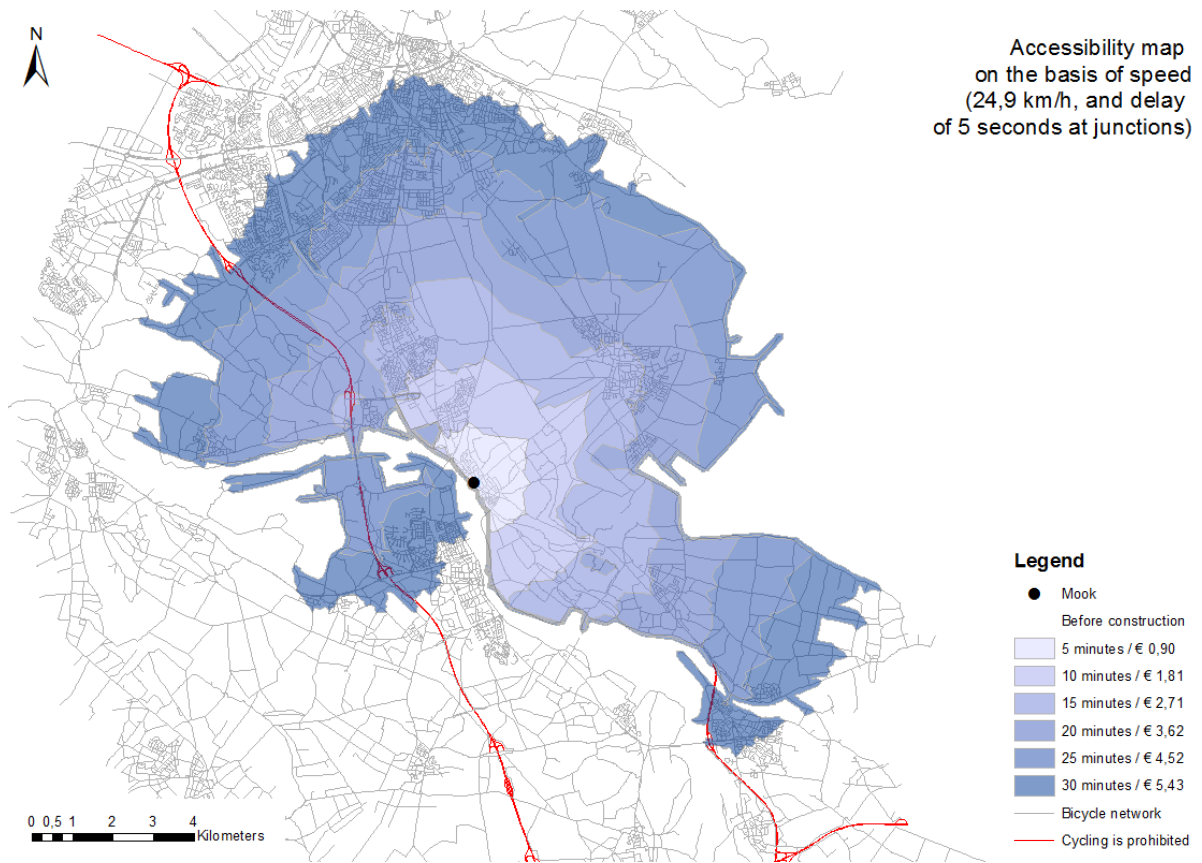 N
Accessibility map
on the basis of speed
(24,9 km/h, and delay
of 5 seconds at junctions)
Legend
Mook
Before construction
5 minutes / € 0,90
10 minutes / € 1,81
15 minutes / € 2,71
20 minutes / € 3,62
25 minutes / € 4,52
30 minutes / € 5,43
Bicycle network
Cycling is prohibited
0 0,5 1 2 3 4
Kilometers